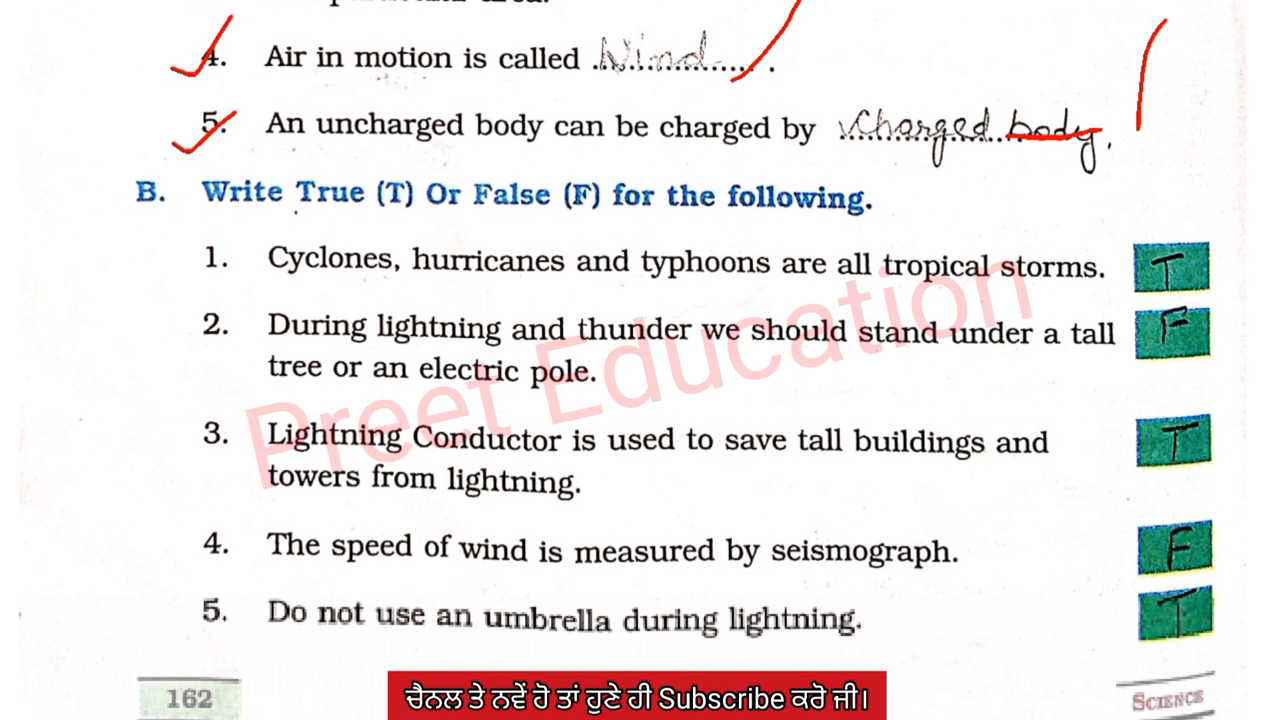 4. Air in motion is called Wind.
5. An uncharged body can be charged by Charged body.
B. Write True (T) Or False (F) for the following.
1. Cyclones, hurricanes and typhoons are all tropical storms. T
2. During lightning and thunder we should stand under a tall F
tree or an electric pole.
3. Lightning Conductor is used to save tall buildings and T
towers from lightning.
4. The speed of wind is measured by seismograph. F
5. Do not use an umbrella during lightning. T
Preet Education
162
SCIENCE
ਚੈਨਲ ਤੇ ਨਵੇਂ ਹੋ ਤਾਂ ਹੁਣੇ ਹੀ Subscribe ਕਰੋ ਜੀ।